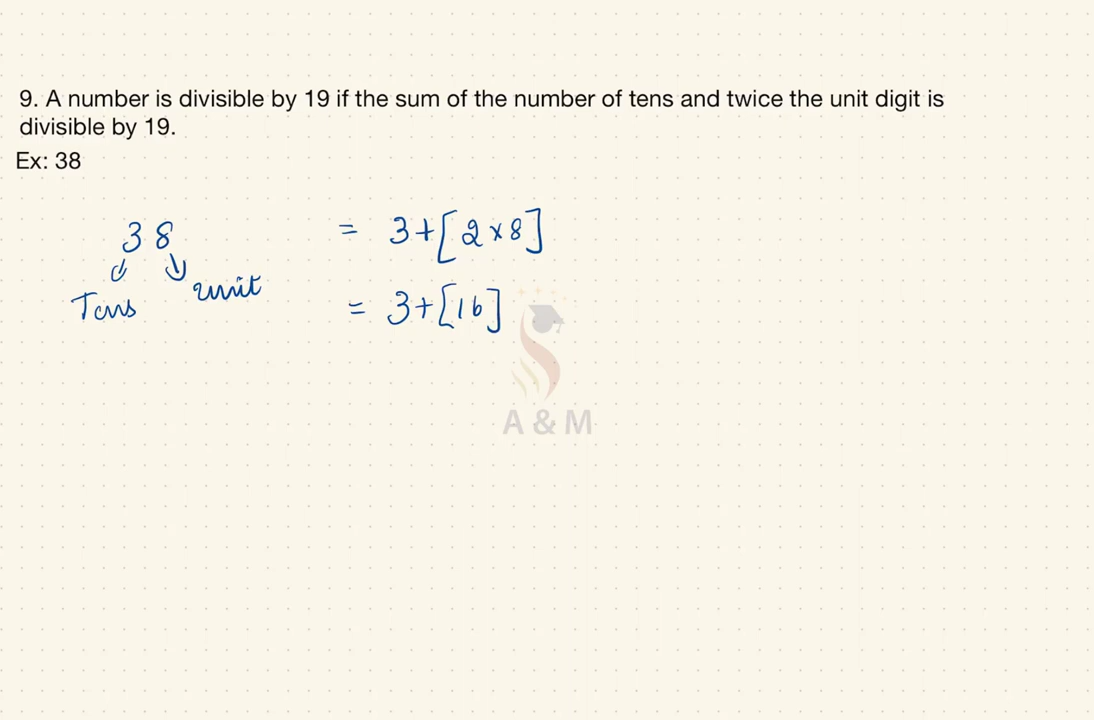 9. A number is divisible by 19 if the sum of the number of tens and twice the unit digit is
divisible by 19.
Ex: 38
38 = 3+[2×8]
Tens unit
= 3+[16]
A & M